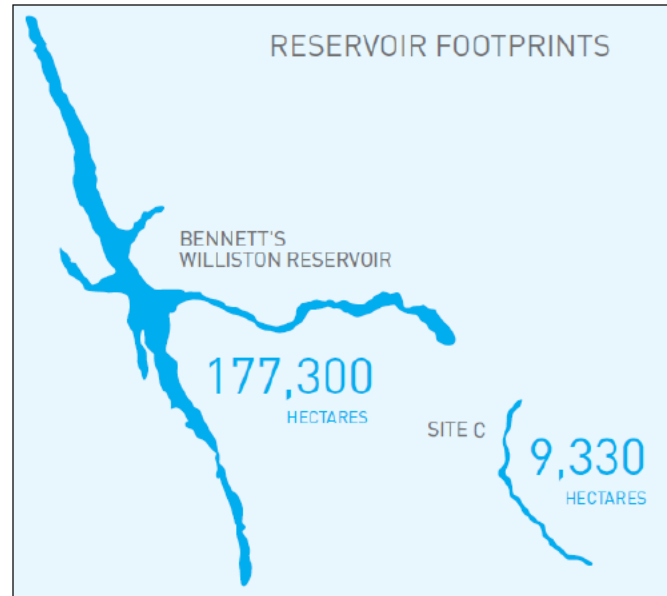 RESERVOIR FOOTPRINTS
BENNETT'S
WILLISTON RESERVOIR
177,300
HECTARES
SITE C
9,330
HECTARES